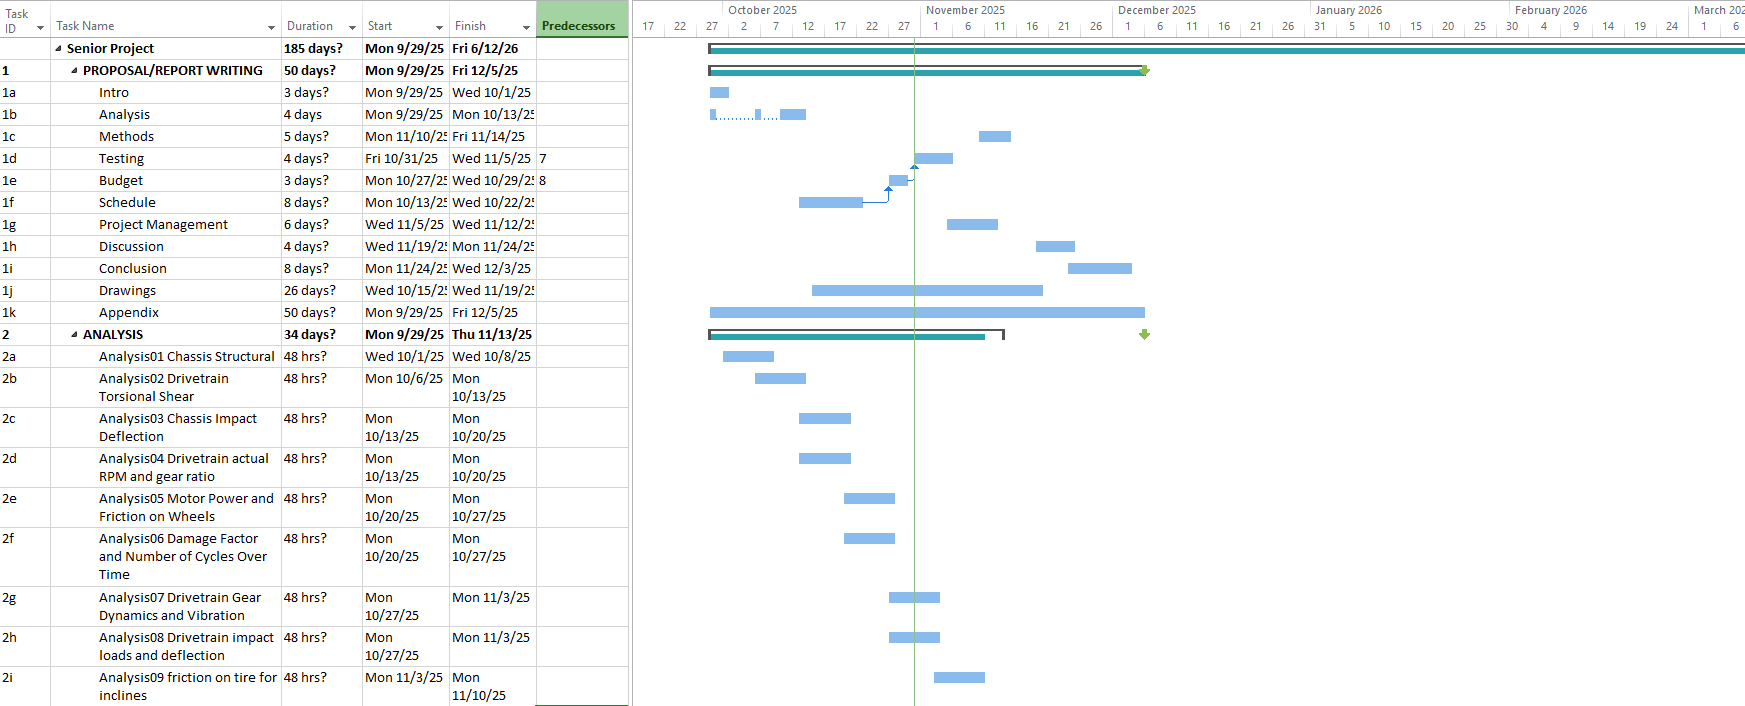 Task ID Task Name Duration Start Finish Predecessors
October 2025 November 2025 December 2025 January 2026 February 2026 March 202
17 22 27 2 7 12 17 22 27 1 6 11 16 21 26 1 6 11 16 21 26 31 5 10 15 20 25 30 4 9 14 19 24 1 6
Senior Project 185 days? Mon 9/29/25 Fri 6/12/26
1 PROPOSAL/REPORT WRITING 50 days? Mon 9/29/25 Fri 12/5/25
1a Intro 3 days? Mon 9/29/25 Wed 10/1/25
1b Analysis 4 days Mon 9/29/25 Mon 10/13/25
1c Methods 5 days? Mon 11/10/25 Fri 11/14/25
1d Testing 4 days? Fri 10/31/25 Wed 11/5/25 7
1e Budget 3 days? Mon 10/27/25 Wed 10/29/25 8
1f Schedule 8 days? Mon 10/13/25 Wed 10/22/25
1g Project Management 6 days? Wed 11/5/25 Wed 11/12/25
1h Discussion 4 days? Wed 11/19/25 Mon 11/24/25
1i Conclusion 8 days? Mon 11/24/25 Wed 12/3/25
1j Drawings 26 days? Wed 10/15/25 Wed 11/19/25
1k Appendix 50 days? Mon 9/29/25 Fri 12/5/25
2 ANALYSIS 34 days? Mon 9/29/25 Thu 11/13/25
2a Analysis01 Chassis Structural 48 hrs? Wed 10/1/25 Wed 10/8/25
2b Analysis02 Drivetrain 48 hrs? Mon 10/6/25 Mon
Torsional Shear 10/13/25
2c Analysis03 Chassis Impact 48 hrs? Mon Mon
Deflection 10/13/25 10/20/25
2d Analysis04 Drivetrain actual 48 hrs? Mon Mon
RPM and gear ratio 10/13/25 10/20/25
2e Analysis05 Motor Power and 48 hrs? Mon Mon
Friction on Wheels 10/20/25 10/27/25
2f Analysis06 Damage Factor 48 hrs? Mon Mon
and Number of Cycles Over 10/20/25 10/27/25
Time
2g Analysis07 Drivetrain Gear 48 hrs? Mon Mon 11/3/25
Dynamics and Vibration 10/27/25
2h Analysis08 Drivetrain impact 48 hrs? Mon Mon 11/3/25
loads and deflection 10/27/25
2i Analysis09 friction on tire for 48 hrs? Mon 11/3/25 Mon
inclines 11/10/25